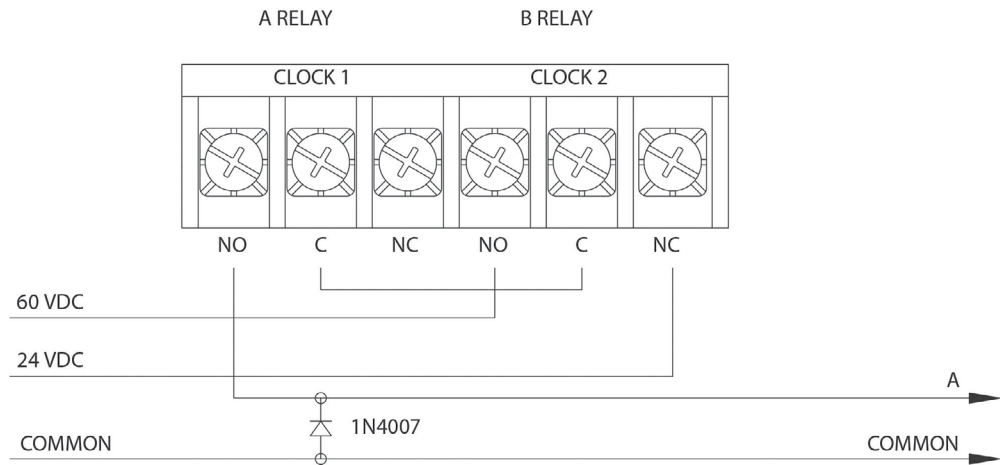 A RELAY B RELAY
CLOCK 1 CLOCK 2
NO C NC NO C NC
60 VDC
24 VDC
A
1N4007
COMMON COMMON